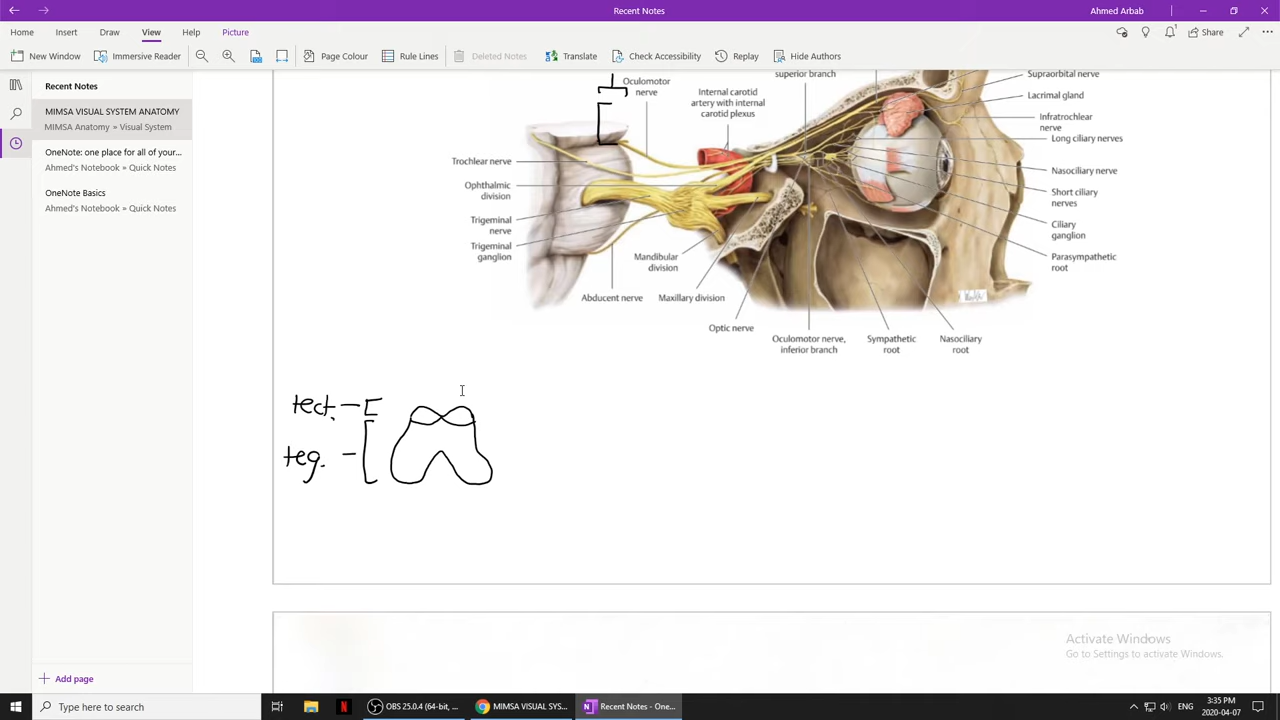 Recent Notes
Ahmed Arbab
Home
Insert
Draw
View
Help
Picture
Share
New Window
Immersive Reader
Page Colour
Rule Lines
Deleted Notes
Translate
Check Accessibility
Replay
Hide Authors
Recent Notes
MIMSA VISUAL SYSTEM ANATOMY
MIMSA Anatomy » Visual System
OneNote: one place for all of your...
Ahmed's Notebook » Quick Notes
OneNote Basics
Ahmed's Notebook » Quick Notes
Add page
Oculomotor
nerve
Internal carotid
artery with internal
carotid plexus
superior branch
Supraorbital nerve
Lacrimal gland
Infratrochlear
nerve
Long ciliary nerves
Nasociliary nerve
Short ciliary
nerves
Ciliary
ganglion
Parasympathetic
root
Trochlear nerve
Ophthalmic
division
Trigeminal
nerve
Trigeminal
ganglion
Mandibular
division
Abducent nerve
Maxillary division
Optic nerve
Oculomotor nerve,
inferior branch
Sympathetic
root
Nasociliary
root
tect.
teg.
Activate Windows
Go to Settings to activate Windows.
Type here to search
OBS 25.0.4 (64-bit, ...
MIMSA VISUAL SYS...
Recent Notes - One...
ENG
3:35 PM
2020-04-07